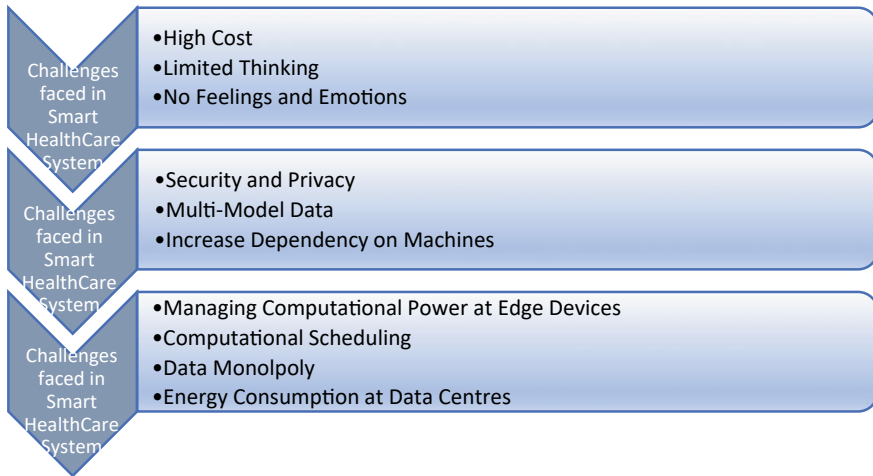 Challenges
faced in
Smart
HealthCare
System
•High Cost
•Limited Thinking
•No Feelings and Emotions
Challenges
faced in
Smart
HealthCare
System
•Security and Privacy
•Multi-Model Data
•Increase Dependency on Machines
Challenges
faced in
Smart
HealthCare
System
•Managing Computational Power at Edge Devices
•Computational Scheduling
•Data Monolpoly
•Energy Consumption at Data Centres